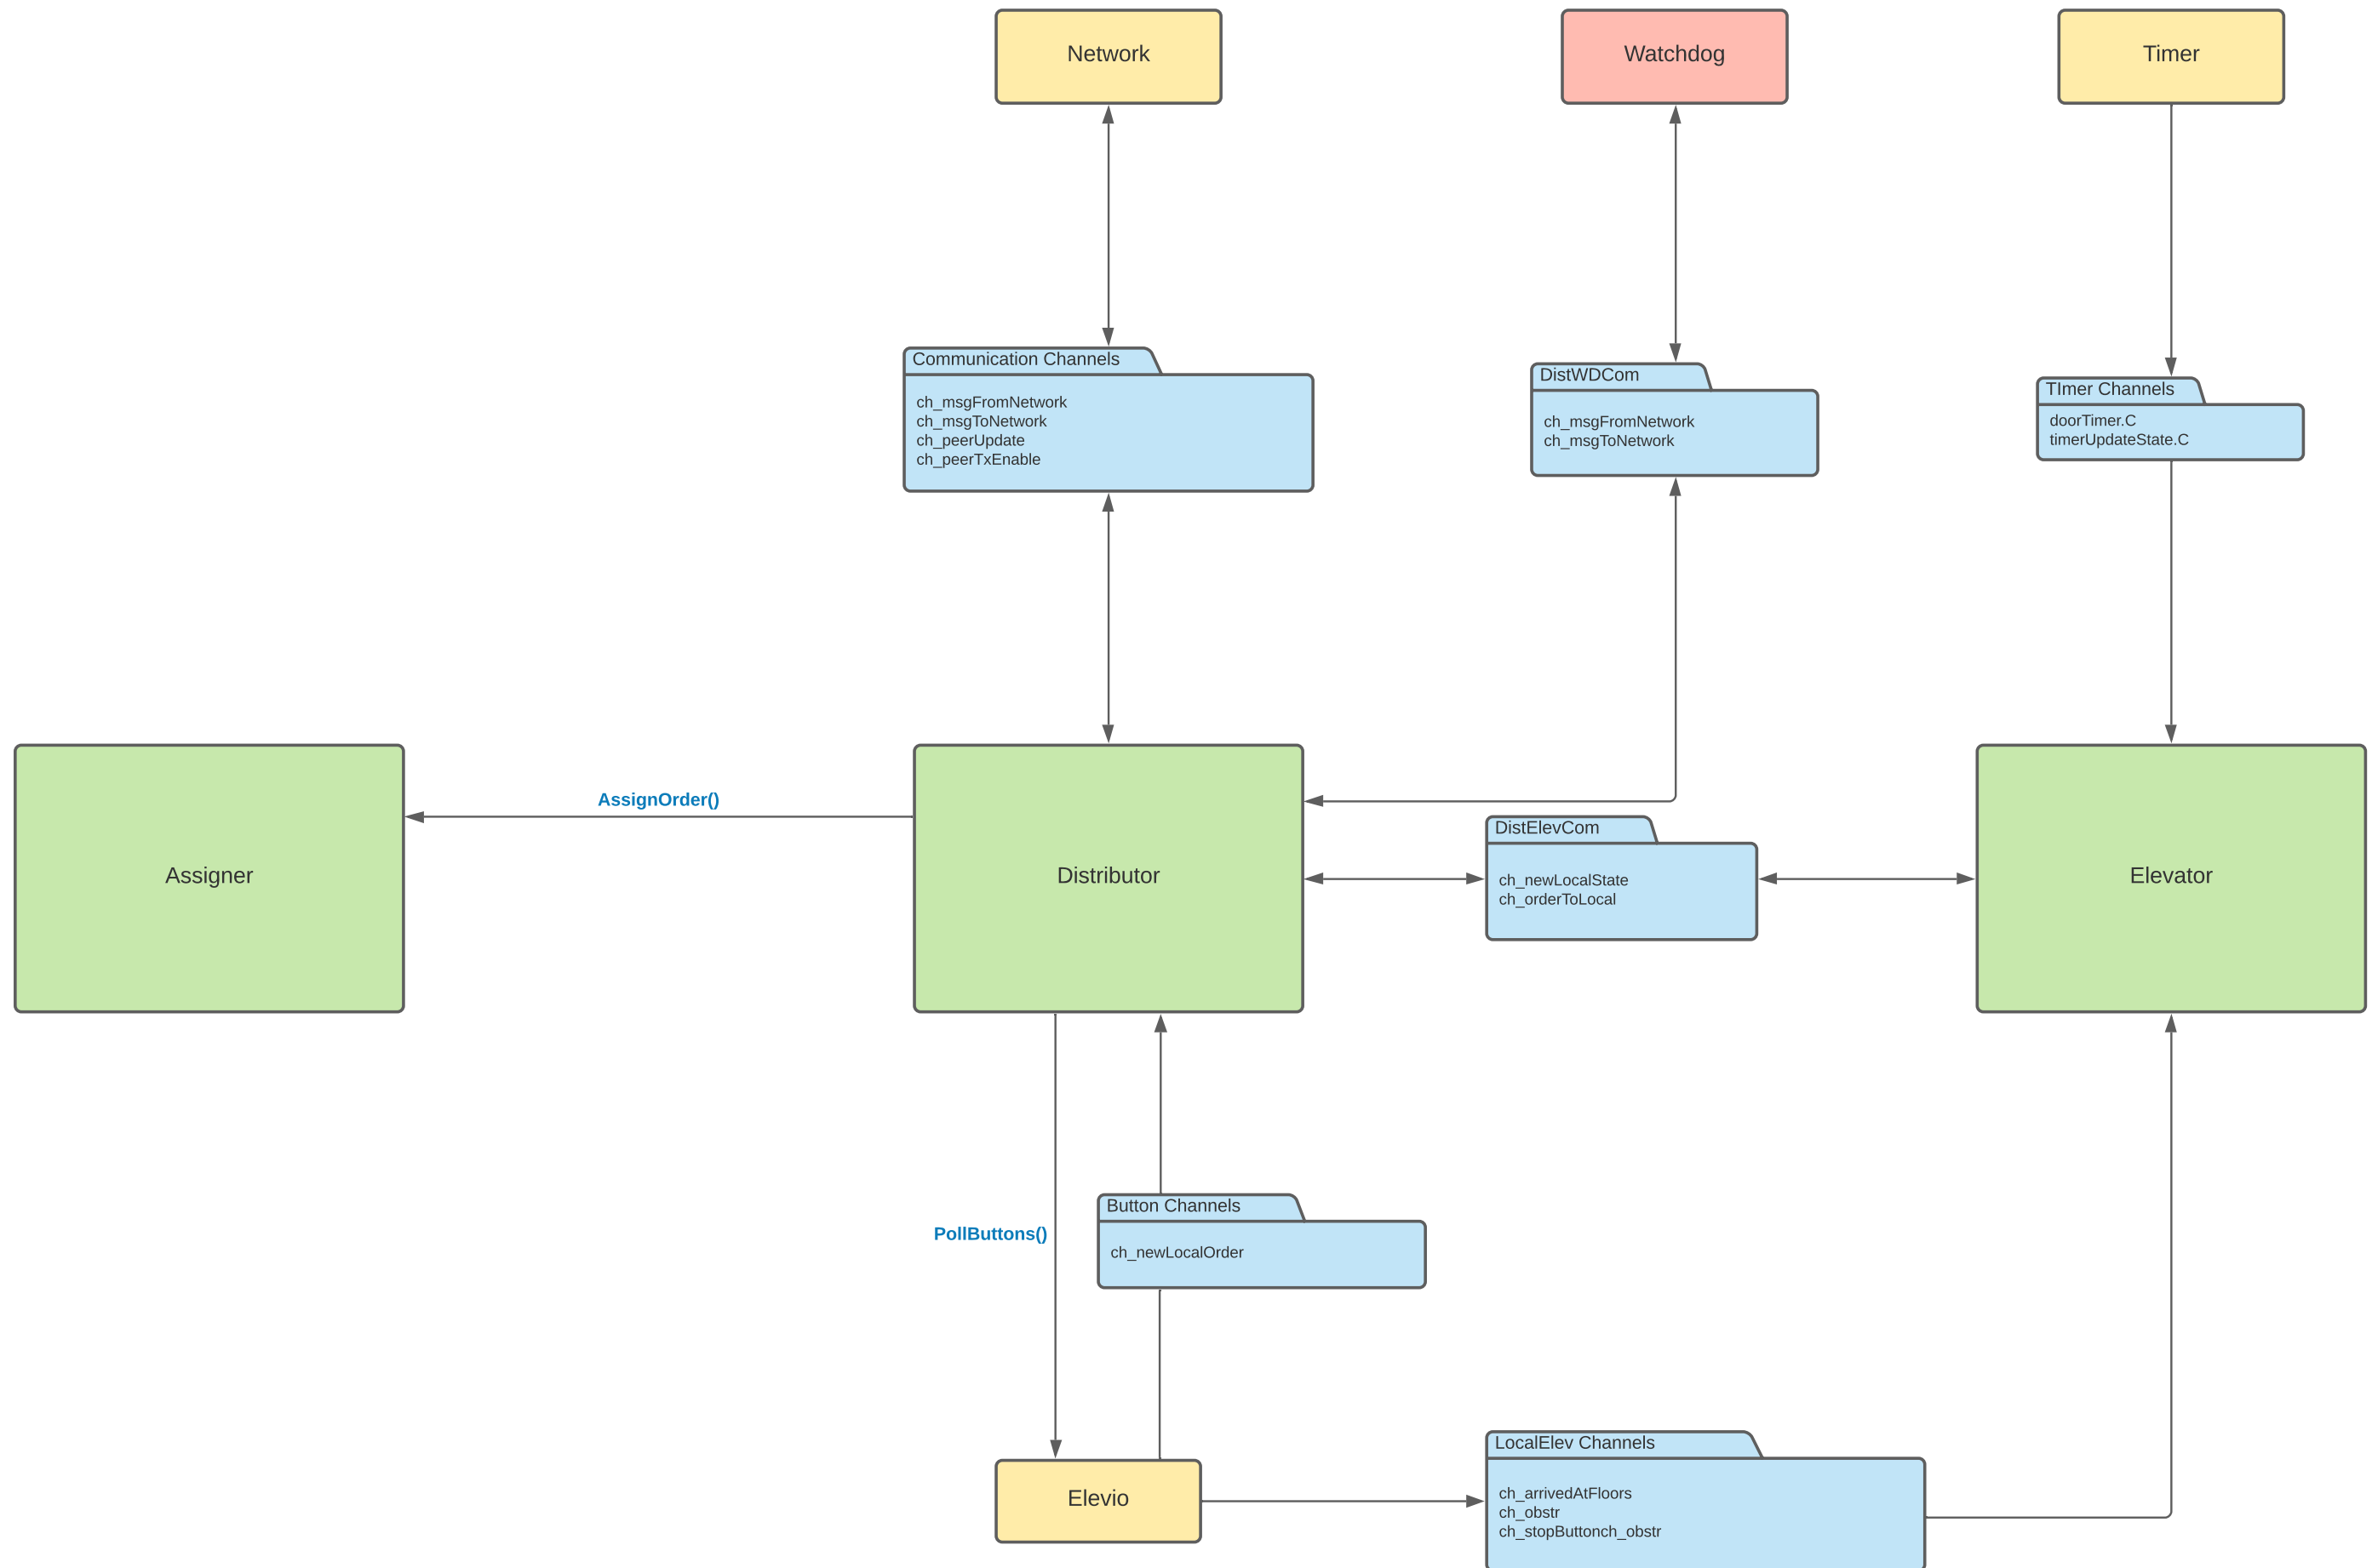 Network
Watchdog
Timer
Communication Channels
ch_msgFromNetwork
ch_msgToNetwork
ch_peerUpdate
ch_peerTxEnable
DistWDCom
ch_msgFromNetwork
ch_msgToNetwork
TImer Channels
doorTimer.C
timerUpdateState.C
Assigner
AssignOrder()
Distributor
DistElevCom
ch_newLocalState
ch_orderToLocal
Elevator
PollButtons()
Button Channels
ch_newLocalOrder
Elevio
LocalElev Channels
ch_arrivedAtFloors
ch_obstr
ch_stopButtonch_obstr